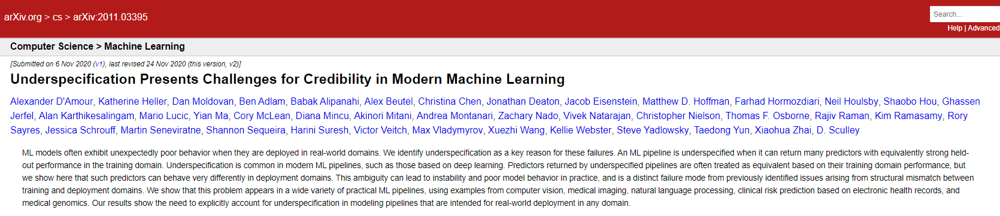 arXiv.org > cs > arXiv:2011.03395
Search...
Help | Advanced
Computer Science > Machine Learning
[Submitted on 6 Nov 2020 (v1), last revised 24 Nov 2020 (this version, v2)]
Underspecification Presents Challenges for Credibility in Modern Machine Learning
Alexander D'Amour, Katherine Heller, Dan Moldovan, Ben Adlam, Babak Alipanahi, Alex Beutel, Christina Chen, Jonathan Deaton, Jacob Eisenstein, Matthew D. Hoffman, Farhad Hormozdiari, Neil Houlsby, Shaobo Hou, Ghassen
Jerfel, Alan Karthikesalingam, Mario Lucic, Yian Ma, Cory McLean, Diana Mincu, Akinori Mitani, Andrea Montanari, Zachary Nado, Vivek Natarajan, Christopher Nielson, Thomas F. Osborne, Rajiv Raman, Kim Ramasamy, Rory
Sayres, Jessica Schrouff, Martin Seneviratne, Shannon Sequeira, Harini Suresh, Victor Veitch, Max Vladymyrov, Xuezhi Wang, Kellie Webster, Steve Yadlowsky, Taedong Yun, Xiaohua Zhai, D. Sculley
ML models often exhibit unexpectedly poor behavior when they are deployed in real-world domains. We identify underspecification as a key reason for these failures. An ML pipeline is underspecified when it can return many predictors with equivalently strong held-
out performance in the training domain. Underspecification is common in modern ML pipelines, such as those based on deep learning. Predictors returned by underspecified pipelines are often treated as equivalent based on their training domain performance, but
we show here that such predictors can behave very differently in deployment domains. This ambiguity can lead to instability and poor model behavior in practice, and is a distinct failure mode from previously identified issues arising from structural mismatch between
training and deployment domains. We show that this problem appears in a wide variety of practical ML pipelines, using examples from computer vision, medical imaging, natural language processing, clinical risk prediction based on electronic health records, and
medical genomics. Our results show the need to explicitly account for underspecification in modeling pipelines that are intended for real-world deployment in any domain.